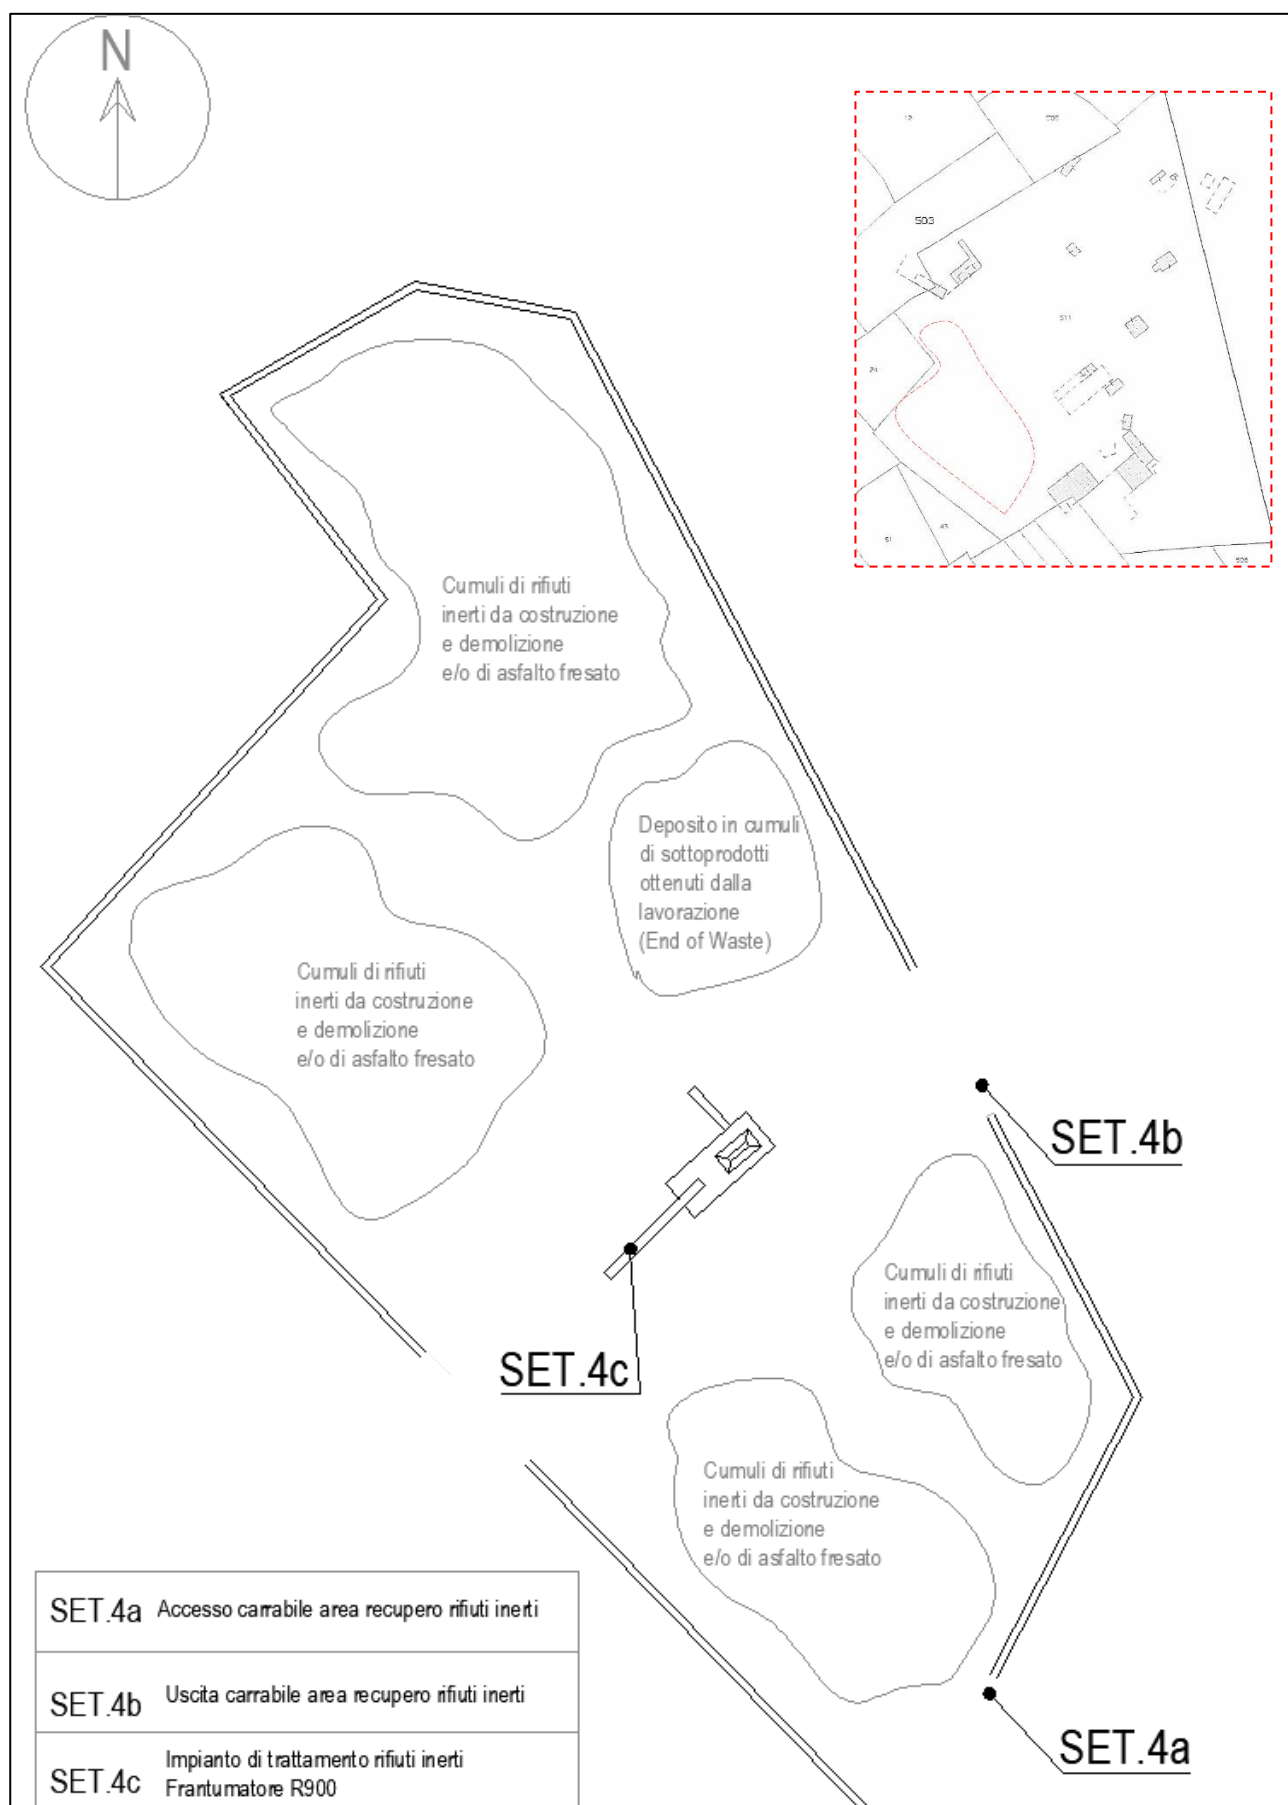 N
503
511
24
43
51
Cumuli di rifiuti
inerti da costruzione
e demolizione
e/o di asfalto fresato
Deposito in cumuli
di sottoprodotti
ottenuti dalla
lavorazione
(End of Waste)
Cumuli di rifiuti
inerti da costruzione
e demolizione
e/o di asfalto fresato
SET.4b
Cumuli di rifiuti
inerti da costruzione
e demolizione
e/o di asfalto fresato
SET.4c
Cumuli di rifiuti
inerti da costruzione
e demolizione
e/o di asfalto fresato
SET.4a
SET.4a Accesso carrabile area recupero rifiuti inerti
SET.4b Uscita carrabile area recupero rifiuti inerti
SET.4c Impianto di trattamento rifiuti inerti
Frantumatore R900